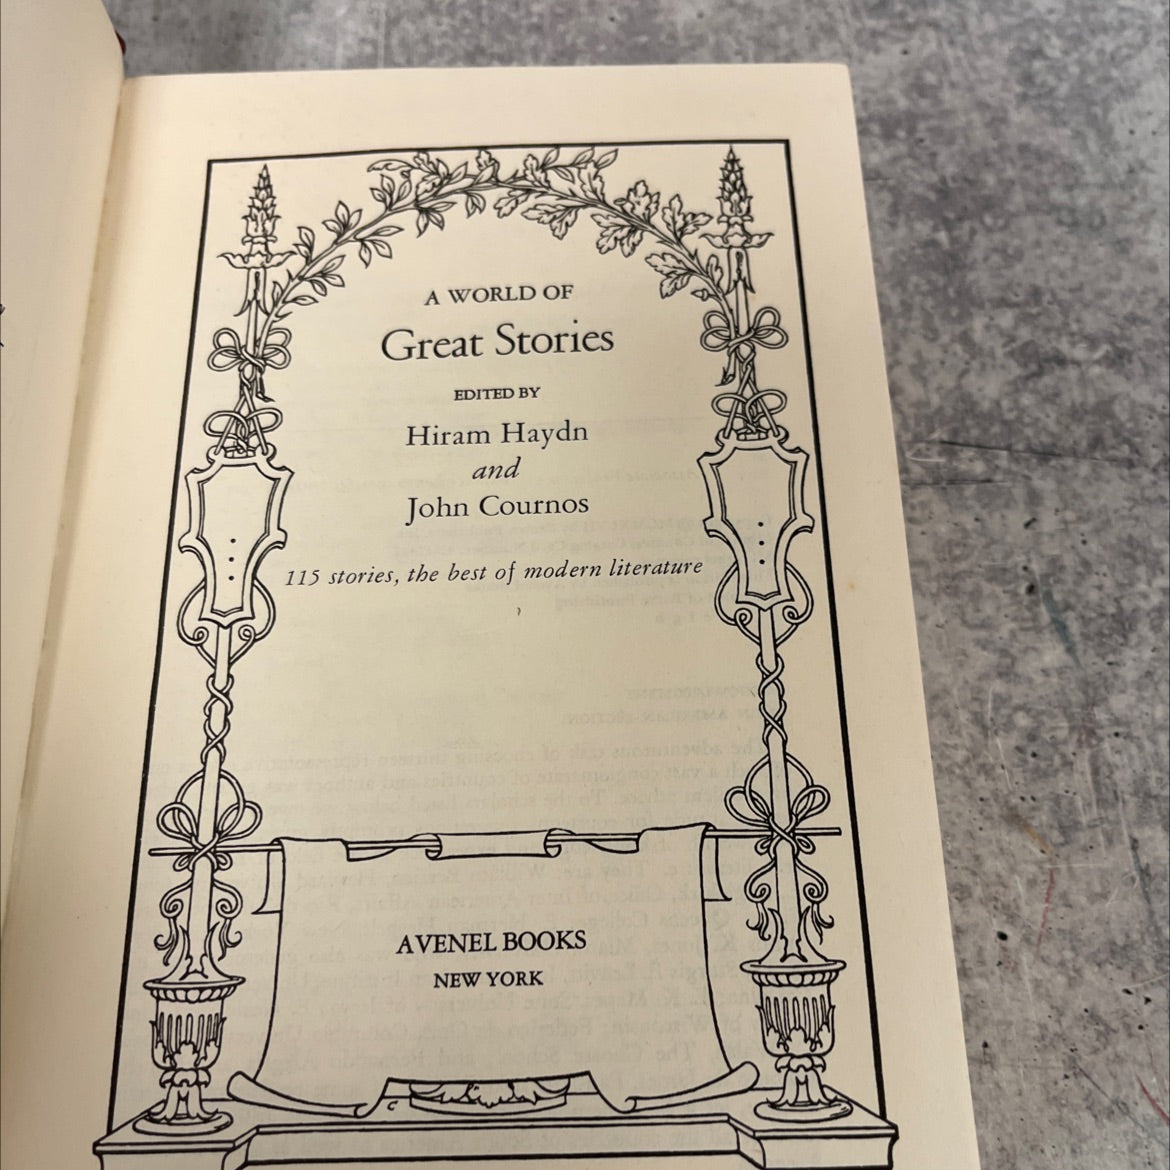 A WORLD OF
Great Stories
EDITED BY
Hiram Haydn
and
John Cournos
115 stories, the best of modern literature
AVENEL BOOKS
NEW YORK